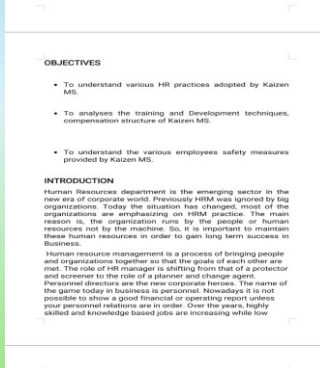 OBJECTIVES
• To understand various HR practices adopted by Kaizen
MS.
• To analyses the training and Development techniques,
compensation structure of Kaizen MS.
• To understand the various employees safety measures
provided by Kaizen MS.
INTRODUCTION
Human Resources department is the emerging sector in the
new era of corporate world. Previously HRM was ignored by big
organizations. Today the situation has changed, most of the
organizations are emphasizing on HRM practice. The main
reason is, the organization runs by the people or human
resources not by the machine. So, it is important to maintain
these human resources in order to gain long term success in
Business.
Human resource management is a process of bringing people
and organizations together so that the goals of each other are
met. The role of HR manager is shifting from that of a protector
and screener to the role of a planner and change agent.
Personnel directors are the new corporate heroes. The name of
the game today in business is personnel. Nowadays it is not
possible to show a good financial or operating report unless
your personnel relations are in order. Over the years, highly
skilled and knowledge based jobs are increasing while low